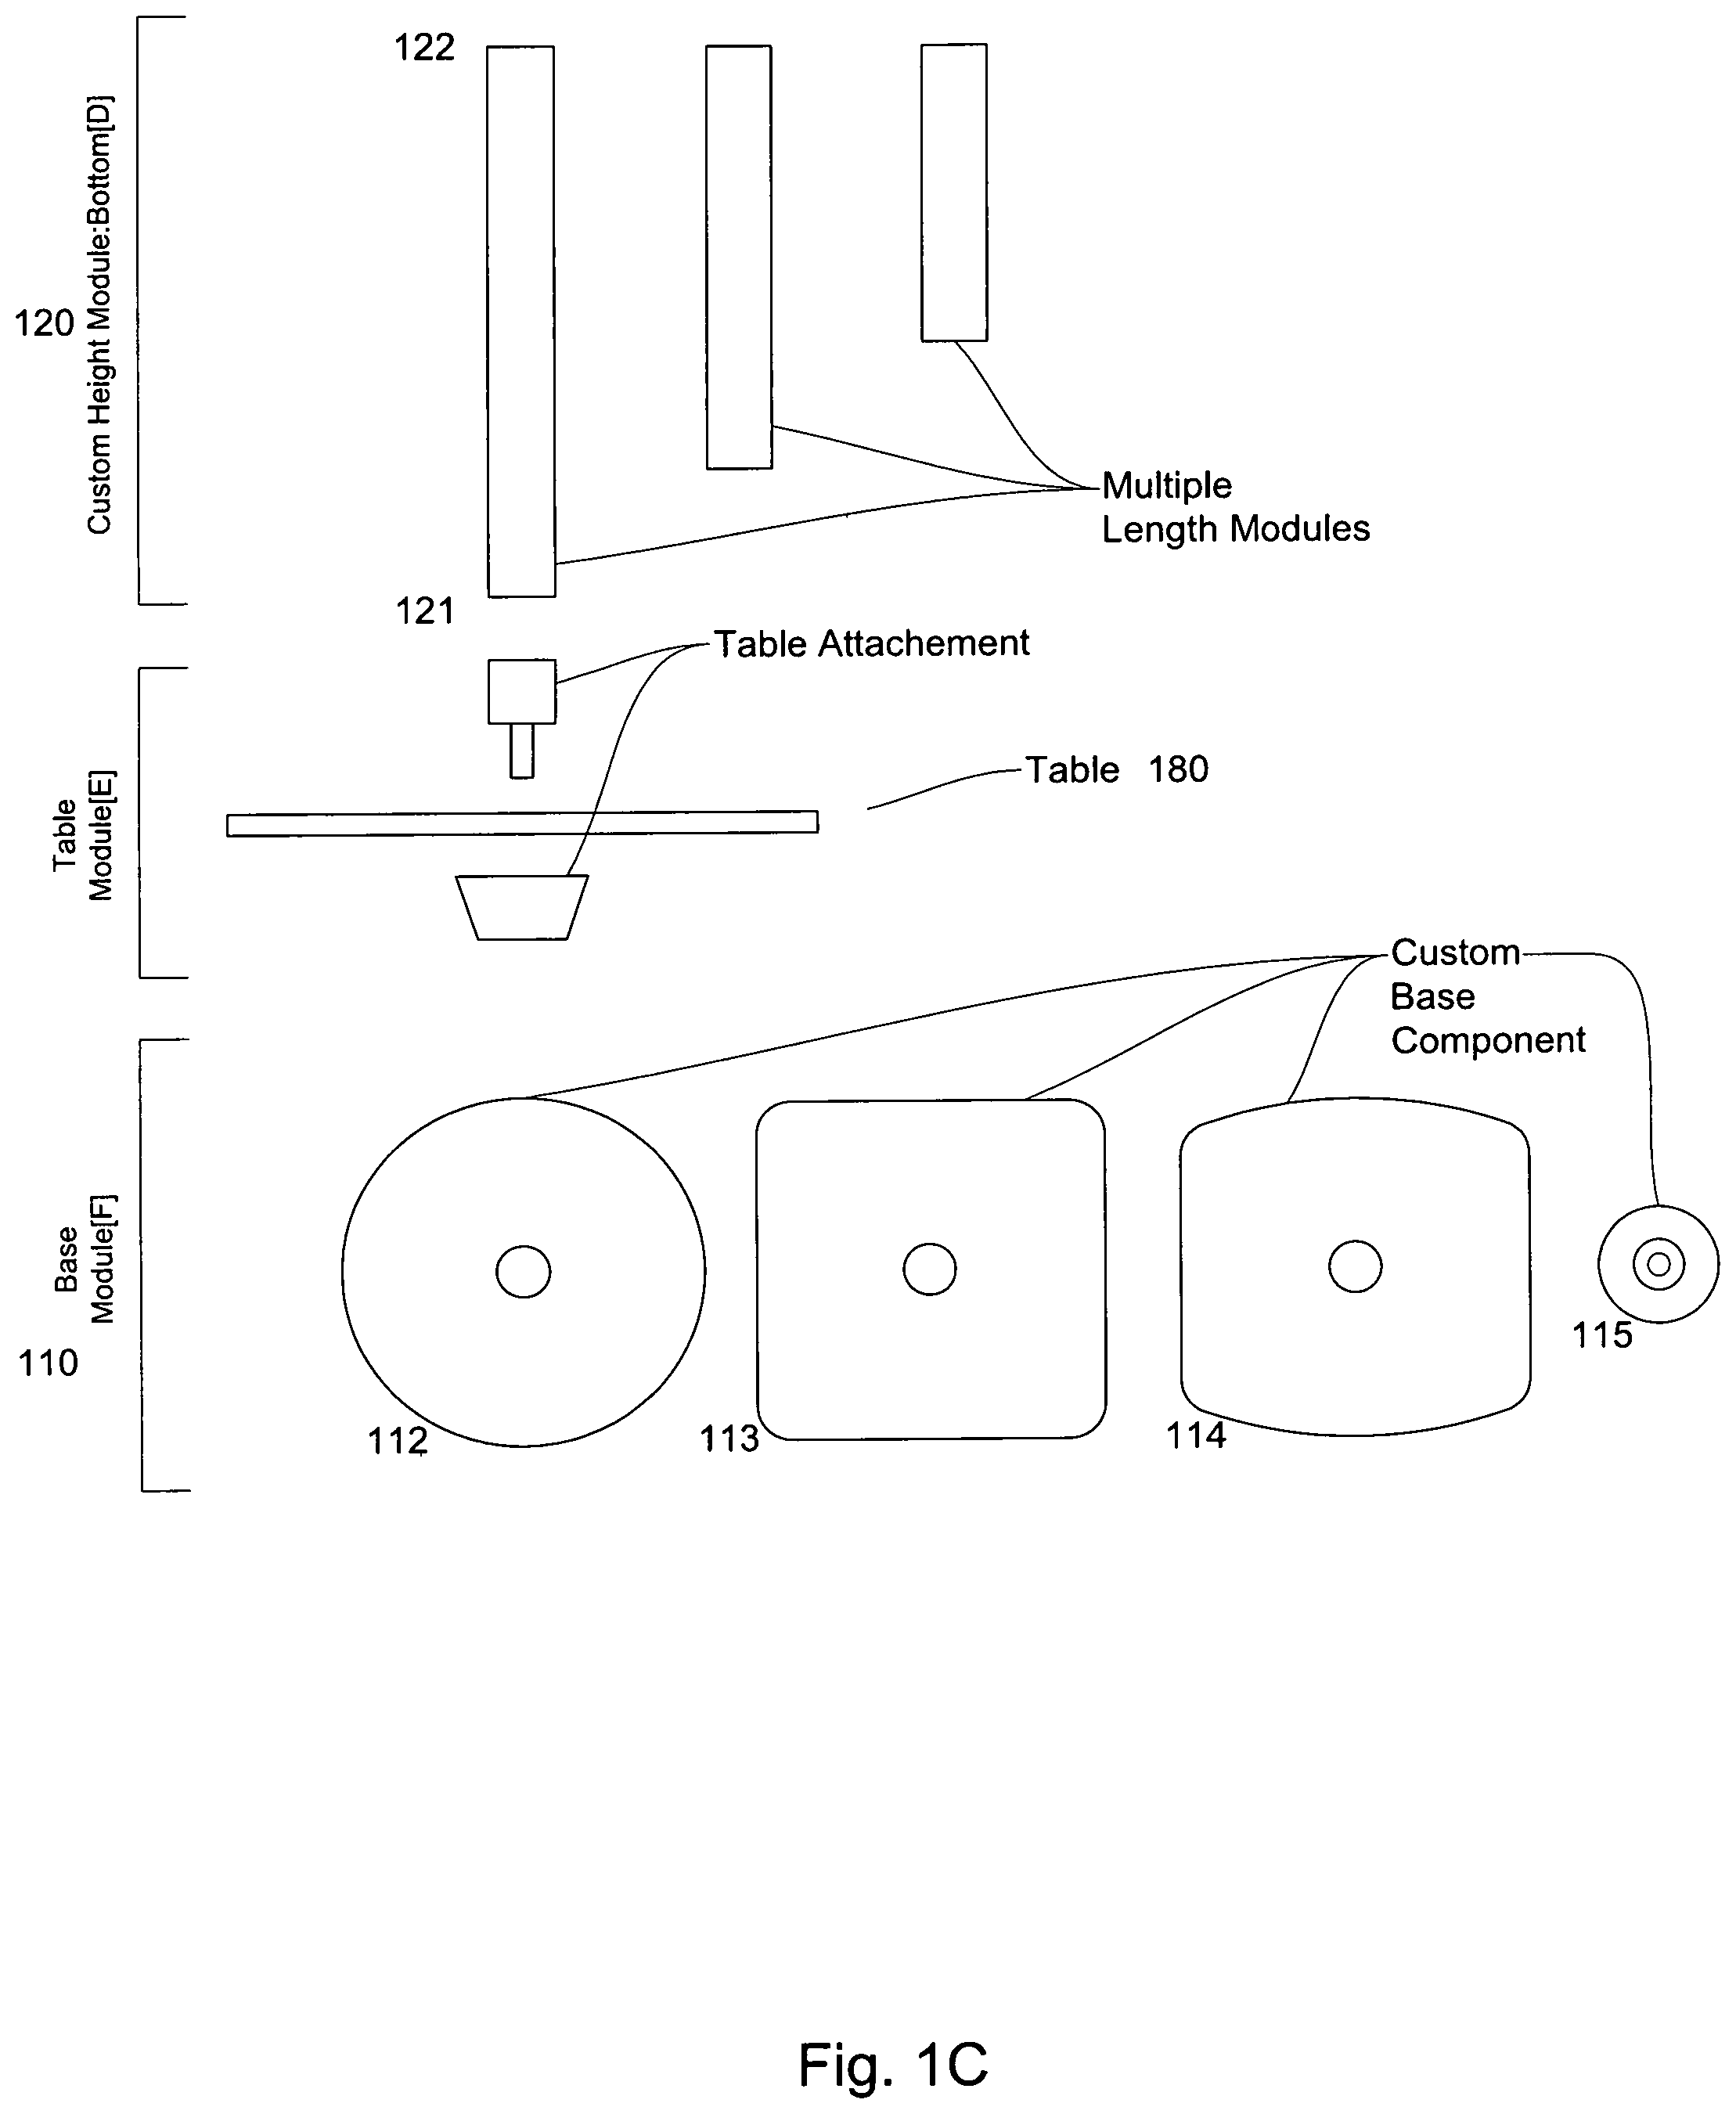 122
Custom Height Module:Bottom[D]
120
Multiple
Length Modules
121
Table Attachement
Table 180
Table
Module[E]
Custom
Base
Component
Base
Module[F]
115
110
112
113
114
Fig. 1C